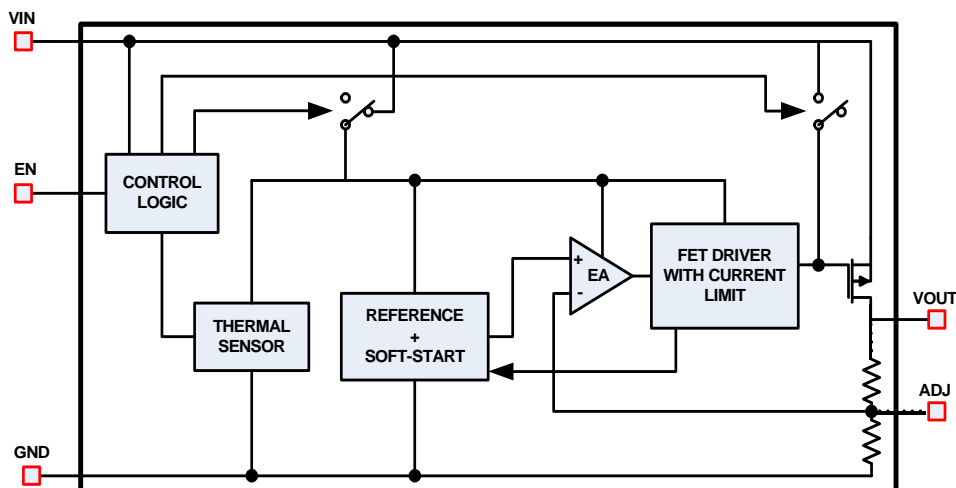 VIN
EN
CONTROL
LOGIC
THERMAL
SENSOR
REFERENCE
+
SOFT-START
+
EA
-
FET DRIVER
WITH CURRENT
LIMIT
VOUT
ADJ
GND